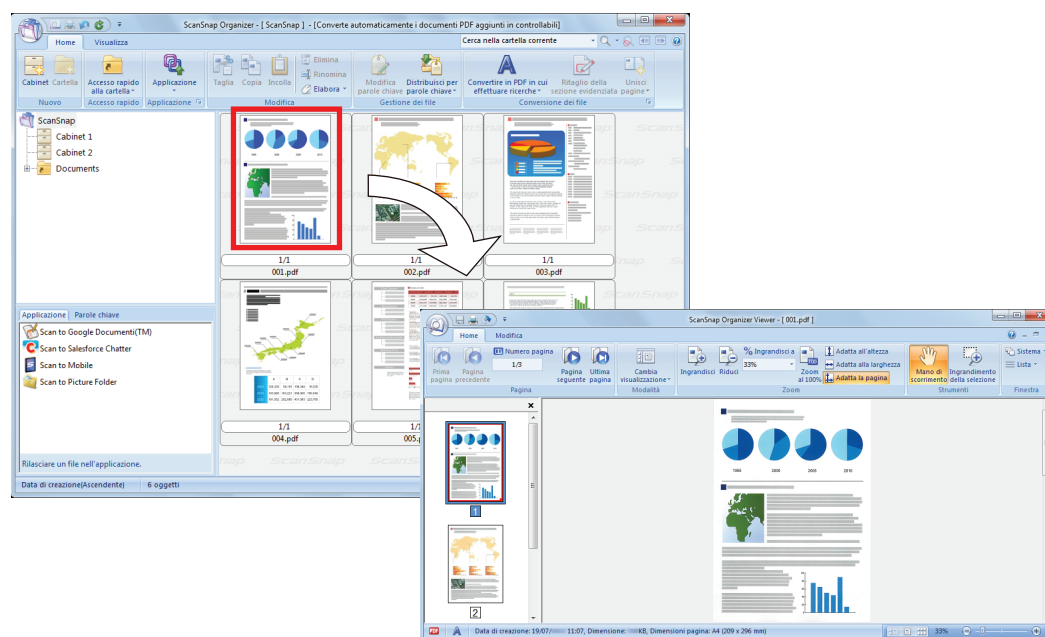 ScanSnap Organizer - [ ScanSnap ] - [Converte automaticamente i documenti PDF aggiunti in controllabili]
Home Visualizza
Cerca nella cartella corrente
Cabinet Cartella
Nuovo
Accesso rapido
alla cartella
Accesso rapido
Applicazione
Applicazione
Taglia Copia Incolla
Elimina
Rinomina
Elabora
Modifica
Modifica
parole chiave
Distribuisci per
parole chiave
Gestione dei file
Convertire in PDF in cui
effettuare ricerche
Ritaglio della
sezione evidenziata
Unisci
pagine
Conversione dei file
ScanSnap
Cabinet 1
Cabinet 2
Documents
1/1
001.pdf
1/1
002.pdf
1/1
003.pdf
1/1
004.pdf
Applicazione Parole chiave
Scan to Google Documenti(TM)
Scan to Salesforce Chatter
Scan to Mobile
Scan to Picture Folder
Rilasciare un file nell'applicazione.
Data di creazione(Ascendente) 6 oggetti
ScanSnap Organizer Viewer - [ 001.pdf ]
Home Modifica
Prima
pagina
Pagina
precedente
Numero pagina
1/3
Pagina
seguente
Ultima
pagina
Pagina
Cambia
visualizzazione
Modalità
Ingrandisci Riduci
% Ingrandisci a
33%
Zoom
al 100%
Adatta all'altezza
Adatta alla larghezza
Adatta la pagina
Zoom
Mano di
scorrimento
Ingrandimento
della selezione
Strumenti
Sistema
Lista
Finestra
1
2
1995 2000 2005 2010
Data di creazione: 19/07/ 11:07, Dimensione: KB, Dimensioni pagina: A4 (209 x 296 mm)
33%